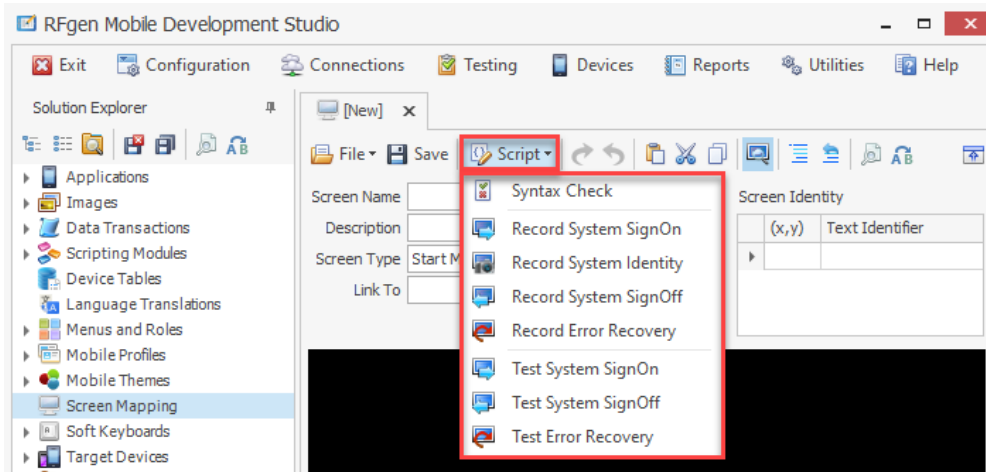 RFgen Mobile Development Studio
Exit Configuration Connections Testing Devices Reports Utilities Help
Solution Explorer
[New]
File Save Script
Applications
Images
Data Transactions
Scripting Modules
Device Tables
Language Translations
Menus and Roles
Mobile Profiles
Mobile Themes
Screen Mapping
Soft Keyboards
Target Devices
Screen Name
Description
Screen Type Start M
Link To
Syntax Check
Record System SignOn
Record System Identity
Record System SignOff
Record Error Recovery
Test System SignOn
Test System SignOff
Test Error Recovery
Screen Identity
(x,y) Text Identifier